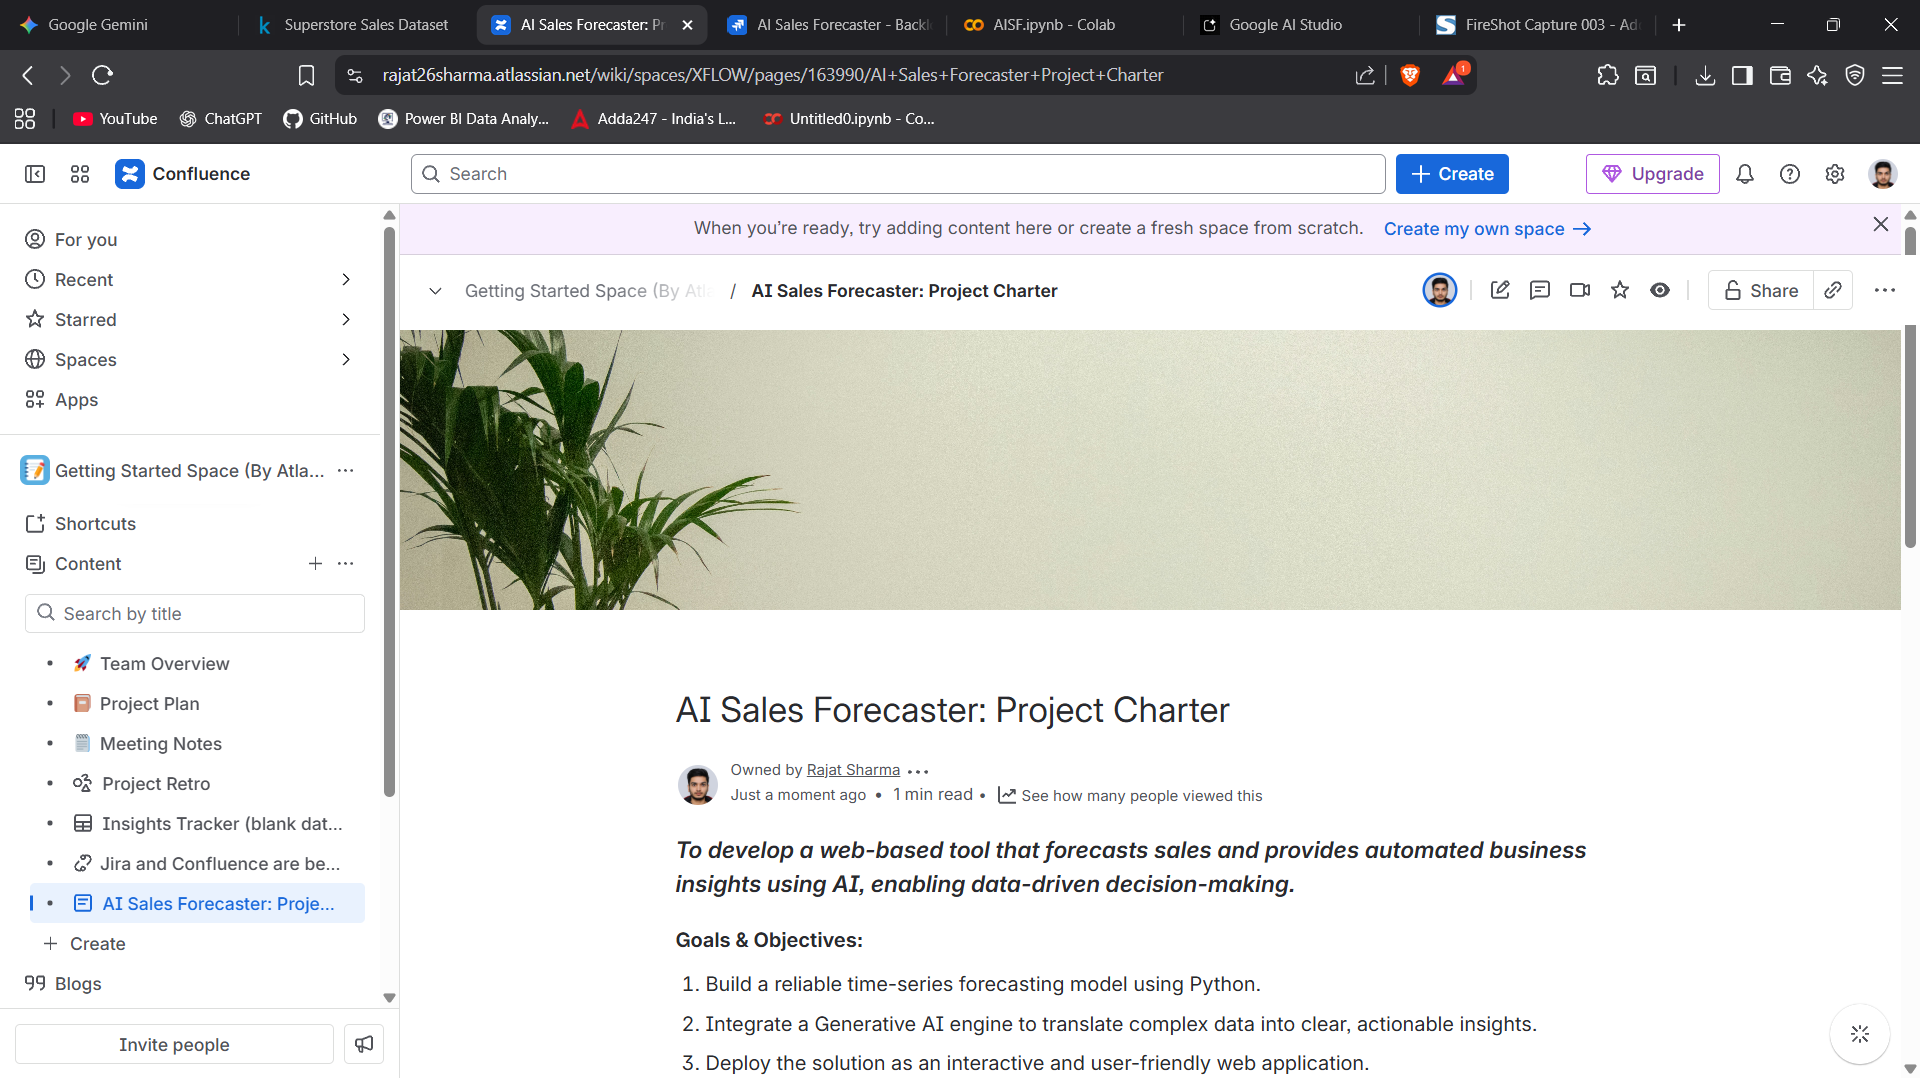 Google Gemini
Superstore Sales Dataset
AI Sales Forecaster: Pr
AI Sales Forecaster - Backl
AISF.ipynb - Colab
Google AI Studio
FireShot Capture 003 - Ad
rajat26sharma.atlassian.net/wiki/spaces/XFLOW/pages/163990/AI+Sales+Forecaster+Project+Charter
1
YouTube
ChatGPT
GitHub
Power BI Data Analy...
Adda247 - India's L...
Untitled0.ipynb - Co...
Confluence
Search
Create
Upgrade
For you
Recent
Starred
Spaces
Apps
Getting Started Space (By Atla...
Shortcuts
Content
Search by title
Team Overview
Project Plan
Meeting Notes
Project Retro
Insights Tracker (blank dat...
Jira and Confluence are be...
AI Sales Forecaster: Proje...
Create
Blogs
Invite people
When you're ready, try adding content here or create a fresh space from scratch. Create my own space →
Getting Started Space (By Atla / AI Sales Forecaster: Project Charter
Share
AI Sales Forecaster: Project Charter
Owned by Rajat Sharma
Just a moment ago • 1 min read • See how many people viewed this
To develop a web-based tool that forecasts sales and provides automated business
insights using AI, enabling data-driven decision-making.
Goals & Objectives:
1. Build a reliable time-series forecasting model using Python.
2. Integrate a Generative AI engine to translate complex data into clear, actionable insights.
3. Deploy the solution as an interactive and user-friendly web application.